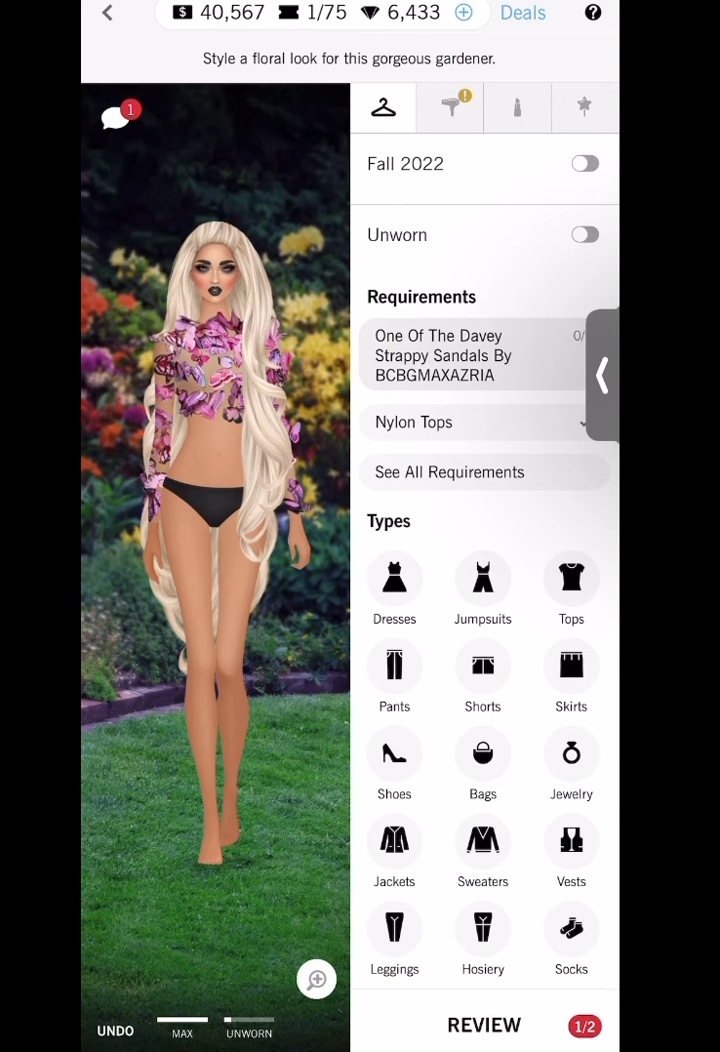 $ 40,567 1/75 6,433 + Deals ?
Style a floral look for this gorgeous gardener.
1
!
Fall 2022
Unworn
Requirements
One Of The Davey 0/
Strappy Sandals By
BCBGMAXAZRIA
Nylon Tops
See All Requirements
Types
Dresses Jumpsuits Tops
Pants Shorts Skirts
Shoes Bags Jewelry
Jackets Sweaters Vests
Leggings Hosiery Socks
UNDO MAX UNWORN REVIEW 1/2